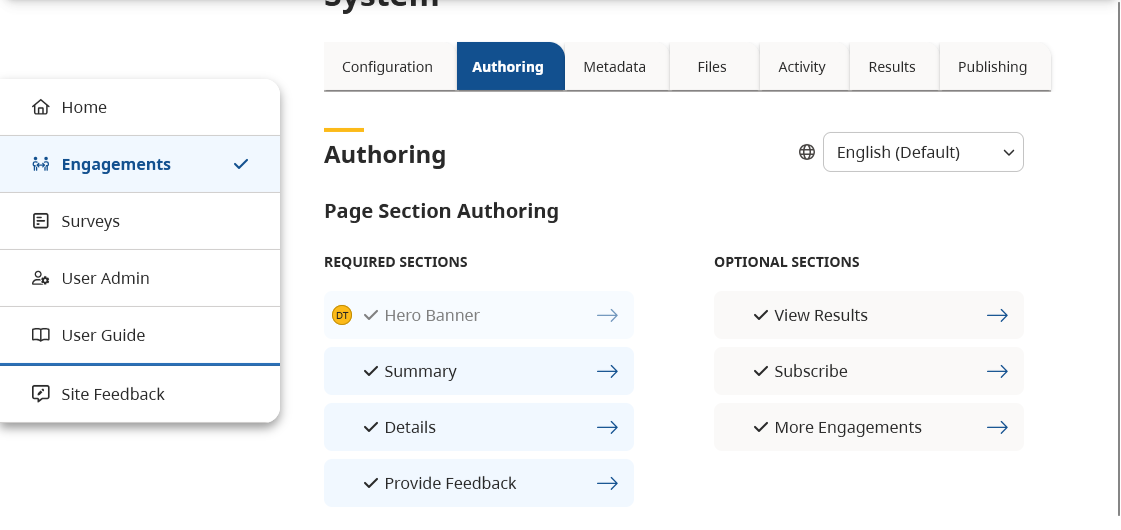 System
Configuration
Authoring
Metadata
Files
Activity
Results
Publishing
Home
Engagements
Surveys
User Admin
User Guide
Site Feedback
Authoring
English (Default)
Page Section Authoring
REQUIRED SECTIONS
DT
Hero Banner
Summary
Details
Provide Feedback
OPTIONAL SECTIONS
View Results
Subscribe
More Engagements